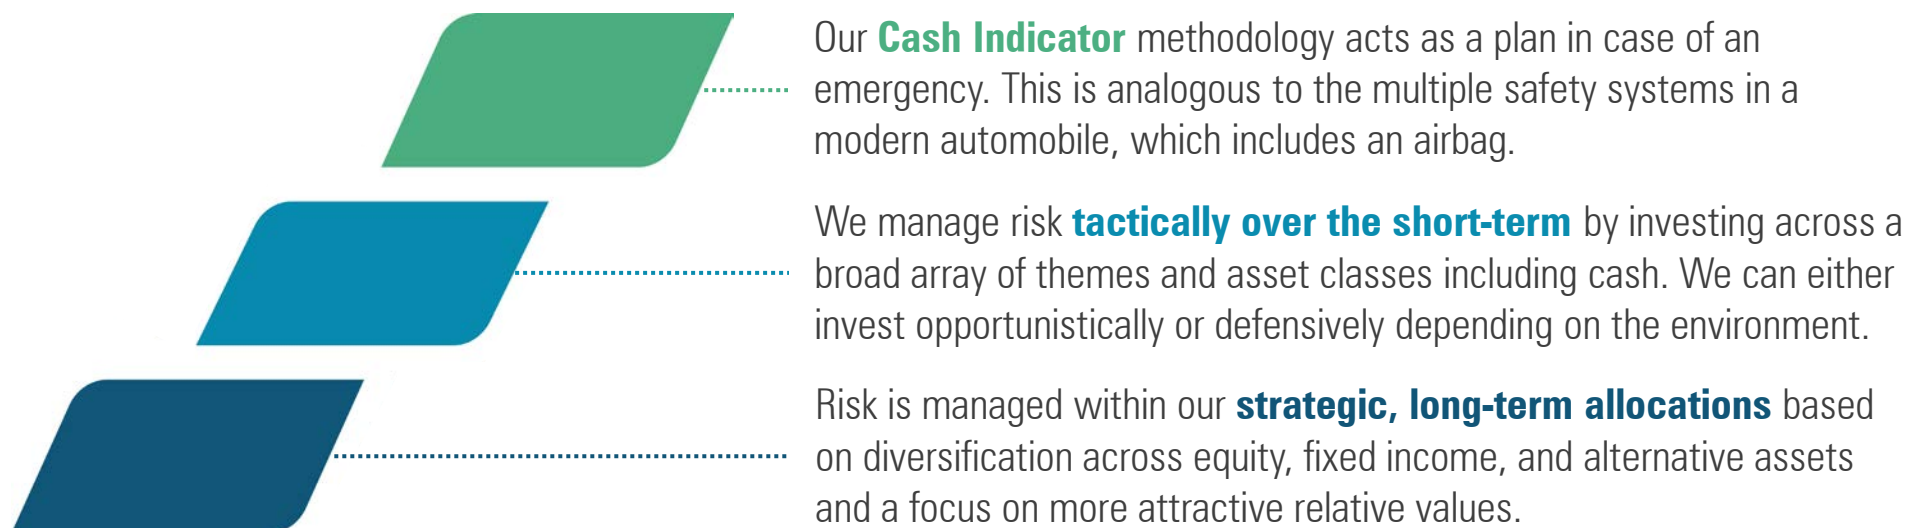 Our Cash Indicator methodology acts as a plan in case of an
emergency. This is analogous to the multiple safety systems in a
modern automobile, which includes an airbag.
We manage risk tactically over the short-term by investing across a
broad array of themes and asset classes including cash. We can either
invest opportunistically or defensively depending on the environment.
Risk is managed within our strategic, long-term allocations based
on diversification across equity, fixed income, and alternative assets
and a focus on more attractive relative values.